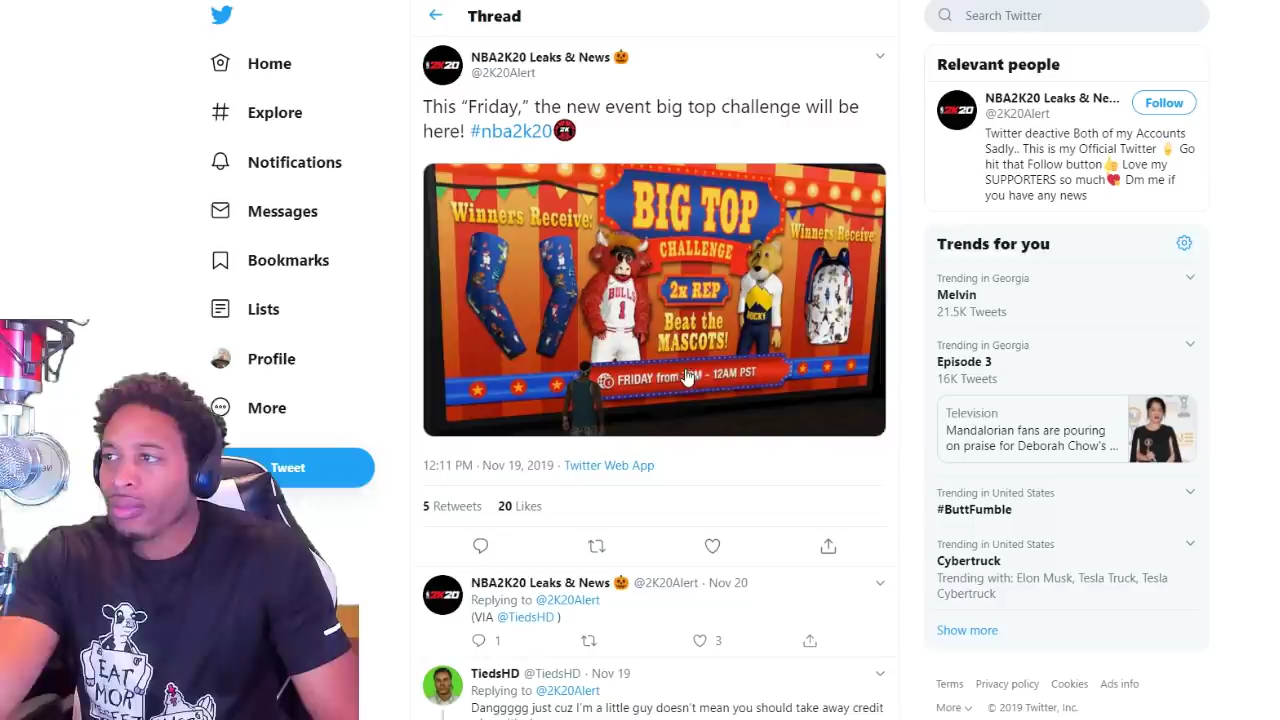 Home
Explore
Notifications
Messages
Bookmarks
Lists
Profile
More
Tweet
EAT
MOR
Thread
NBA2K20 Leaks & News 🎃
@2K20Alert
This “Friday,” the new event big top challenge will be
here! #nba2k20
Winners Receive:
BIG TOP
CHALLENGE
2x REP
Beat the
MASCOTS!
Winners Receive
BULLS
1
ROCKY
FRIDAY from PM - 12AM PST
12:11 PM · Nov 19, 2019 · Twitter Web App
5 Retweets 20 Likes
NBA2K20 Leaks & News 🎃 @2K20Alert · Nov 20
Replying to @2K20Alert
(VIA @TiedsHD )
1
3
TiedsHD @TiedsHD · Nov 19
Replying to @2K20Alert
Danggggg just cuz I'm a little guy doesn't mean you should take away credit
Search Twitter
Relevant people
NBA2K20 Leaks & Ne...
@2K20Alert
Follow
Twitter deactive Both of my Accounts
Sadly.. This is my Official Twitter 👆 Go
hit that Follow button👍 Love my
SUPPORTERS so much💖 Dm me if
you have any news
Trends for you
Trending in Georgia
Melvin
21.5K Tweets
Trending in Georgia
Episode 3
16K Tweets
Television
Mandalorian fans are pouring
on praise for Deborah Chow's ...
Trending in United States
#ButtFumble
Trending in United States
Cybertruck
Trending with: Elon Musk, Tesla Truck, Tesla
Cybertruck
Show more
Terms Privacy policy Cookies Ads info
More © 2019 Twitter, Inc.